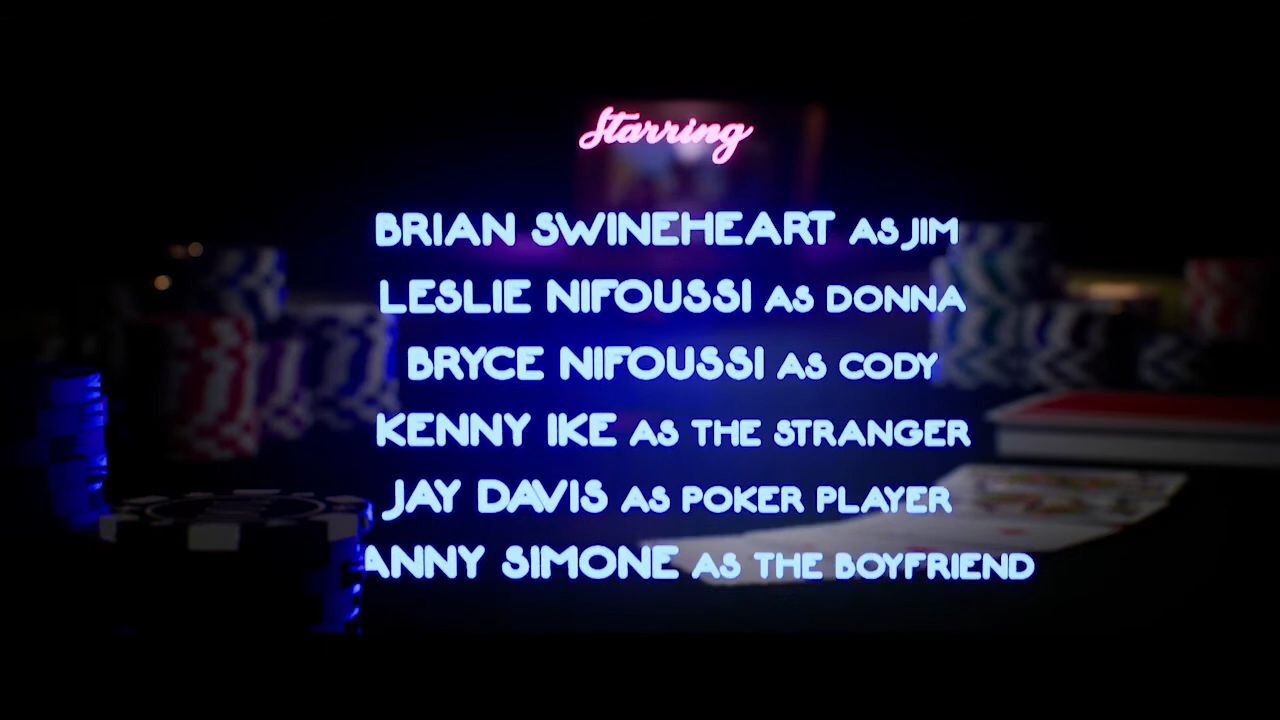 Starring
BRIAN SWINEHEART AS JIM
LESLIE NIFOUSSI AS DONNA
BRYCE NIFOUSSI AS CODY
KENNY IKE AS THE STRANGER
JAY DAVIS AS POKER PLAYER
ANNY SIMONE AS THE BOYFRIEND